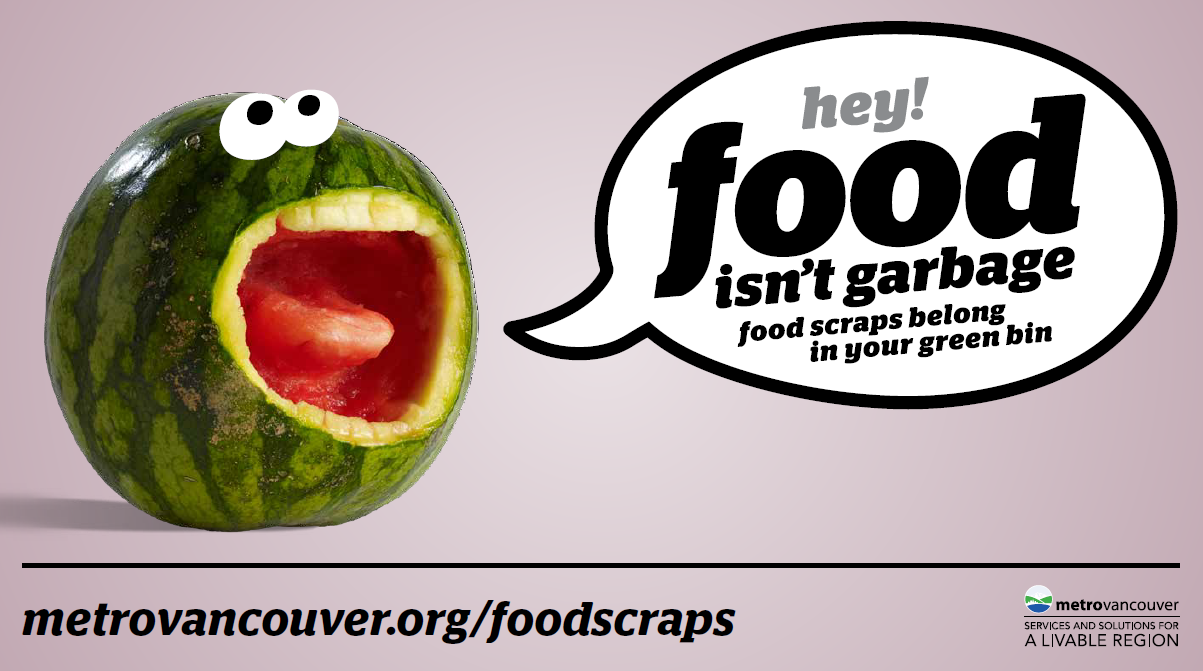 hey!
food
isn't garbage
food scraps belong
in your green bin
metrovancouver.org/foodscraps
metrovancouver
SERVICES AND SOLUTIONS FOR
A LIVABLE REGION